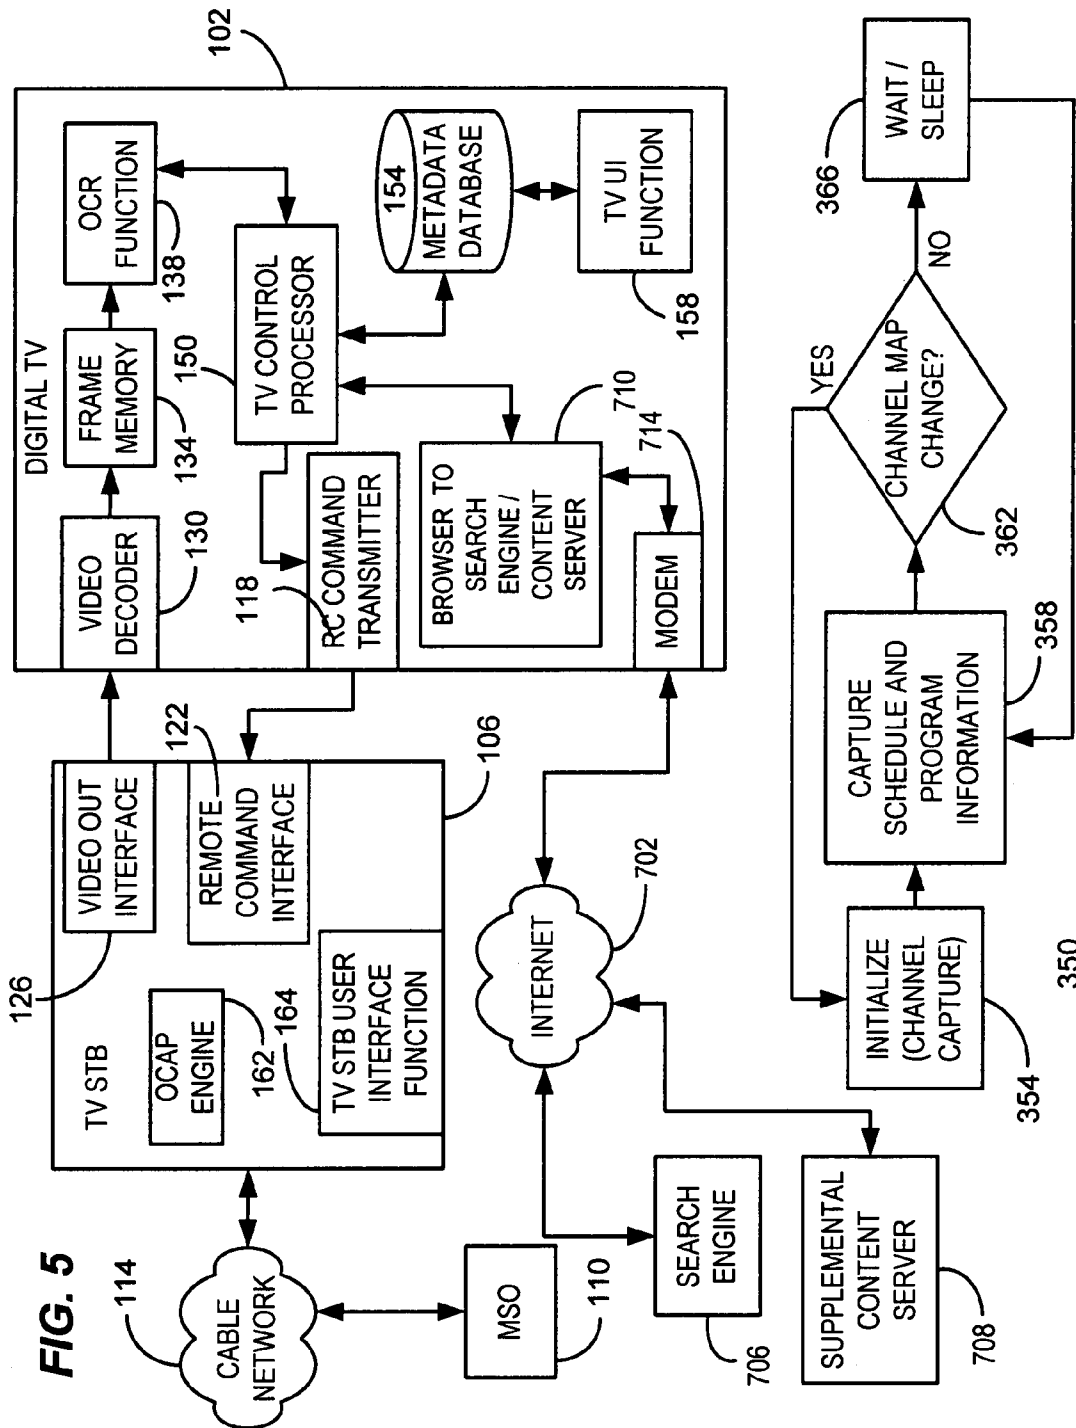 FIG. 5
114
CABLE
NETWORK
MSO
110
TV STB
OCAP
ENGINE
162
164
TV STB USER
INTERFACE
FUNCTION
126
VIDEO OUT
INTERFACE
122
REMOTE
COMMAND
INTERFACE
106
DIGITAL TV
102
VIDEO
DECODER
130
FRAME
MEMORY
134
OCR
FUNCTION
138
150
TV CONTROL
PROCESSOR
118
RC COMMAND
TRANSMITTER
154
METADATA
DATABASE
TV UI
FUNCTION
158
710
BROWSER TO
SEARCH
ENGINE /
CONTENT
SERVER
714
MODEM
INTERNET
702
SEARCH
ENGINE
706
SUPPLEMENTAL
CONTENT
SERVER
708
350
INITIALIZE
(CHANNEL
CAPTURE)
354
CAPTURE
SCHEDULE AND
PROGRAM
INFORMATION
358
CHANNEL MAP
CHANGE?
362
YES
NO
WAIT /
SLEEP
366